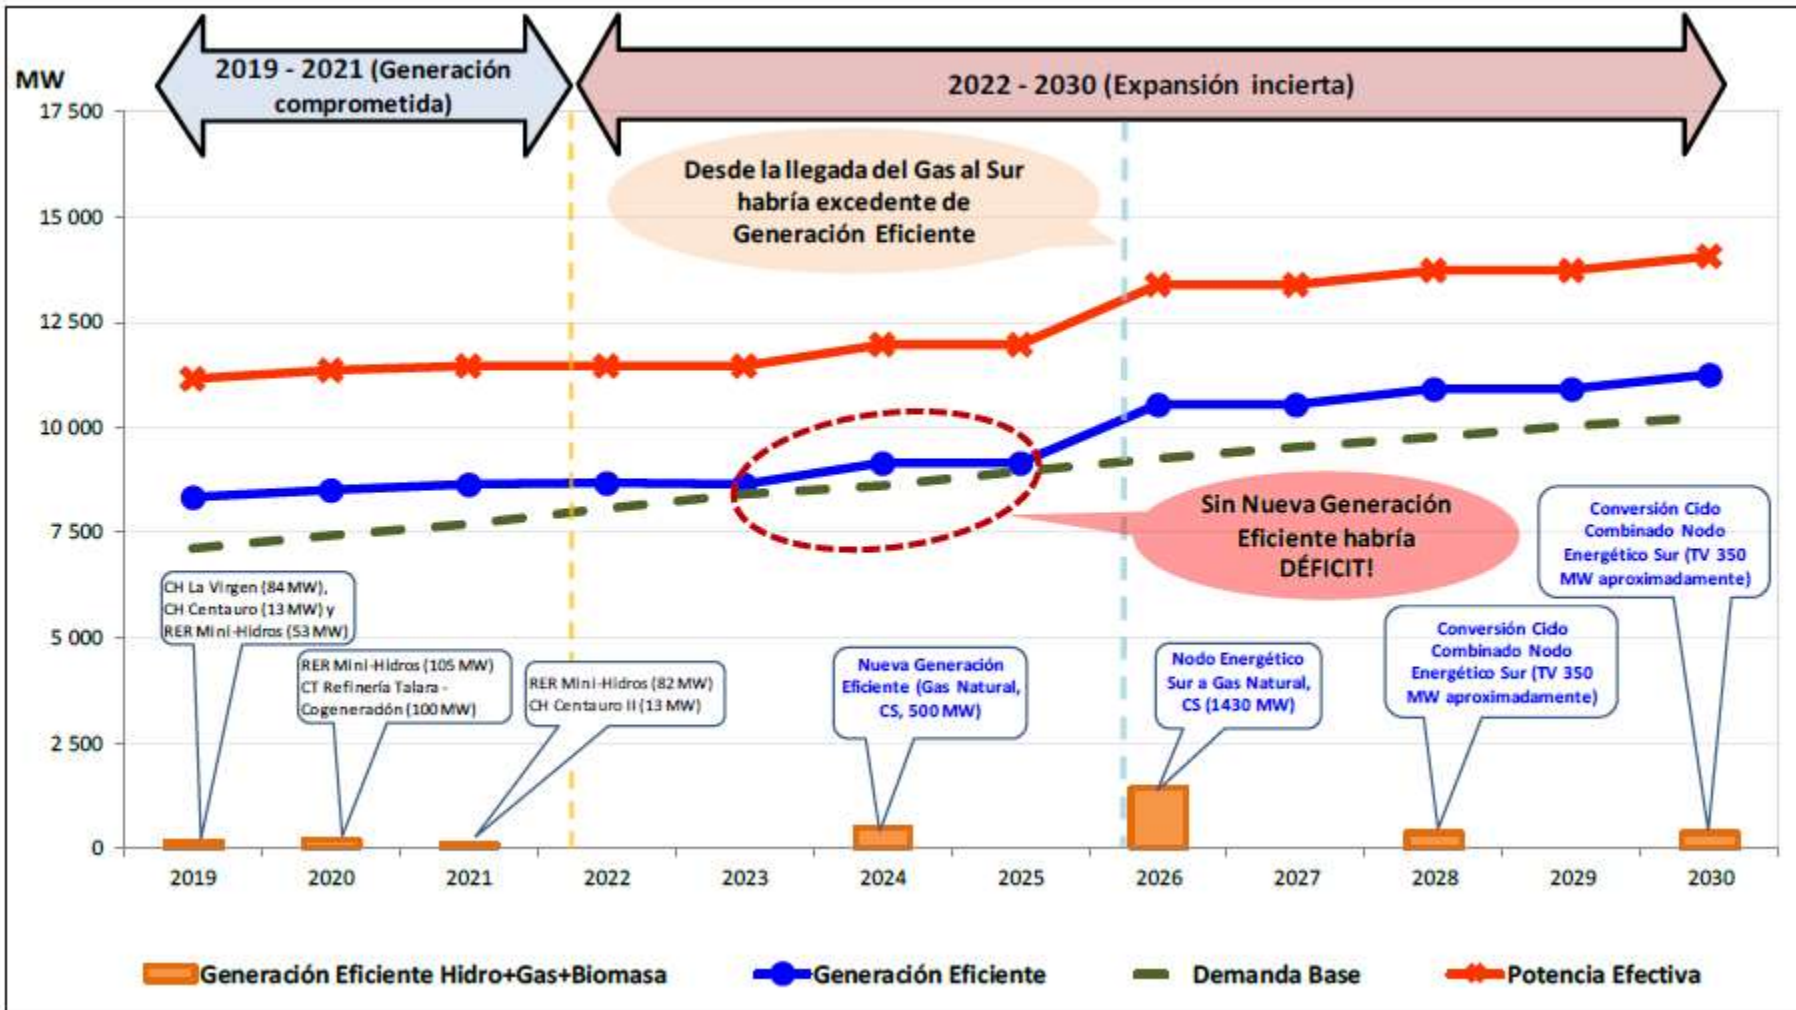 2019 - 2021 (Generación
comprometida)
2022 - 2030 (Expansión incierta)
MW
17 500
15 000
12 500
10 000
7 500
5 000
2 500
0
Desde la llegada del Gas al Sur
habría excedente de
Generación Eficiente
Sin Nueva Generación
Eficiente habría
DÉFICIT!
CH La Virgen (84 MW),
CH Centauro (13 MW) y
RER Mini-Hidros (53 MW)
RER Mini-Hidros (105 MW)
CT Refinería Talara -
Cogeneración (100 MW)
RER Mini-Hidros (82 MW)
CH Centauro II (13 MW)
Nueva Generación
Eficiente (Gas Natural,
CS, 500 MW)
Nodo Energético
Sur a Gas Natural,
CS (1430 MW)
Conversión Cido
Combinado Nodo
Energético Sur (TV 350
MW aproximadamente)
Conversión Cido
Combinado Nodo
Energético Sur (TV 350
MW aproximadamente)
2019
2020
2021
2022
2023
2024
2025
2026
2027
2028
2029
2030
Generación Eficiente Hidro+Gas+Biomasa
Generación Eficiente
Demanda Base
Potencia Efectiva